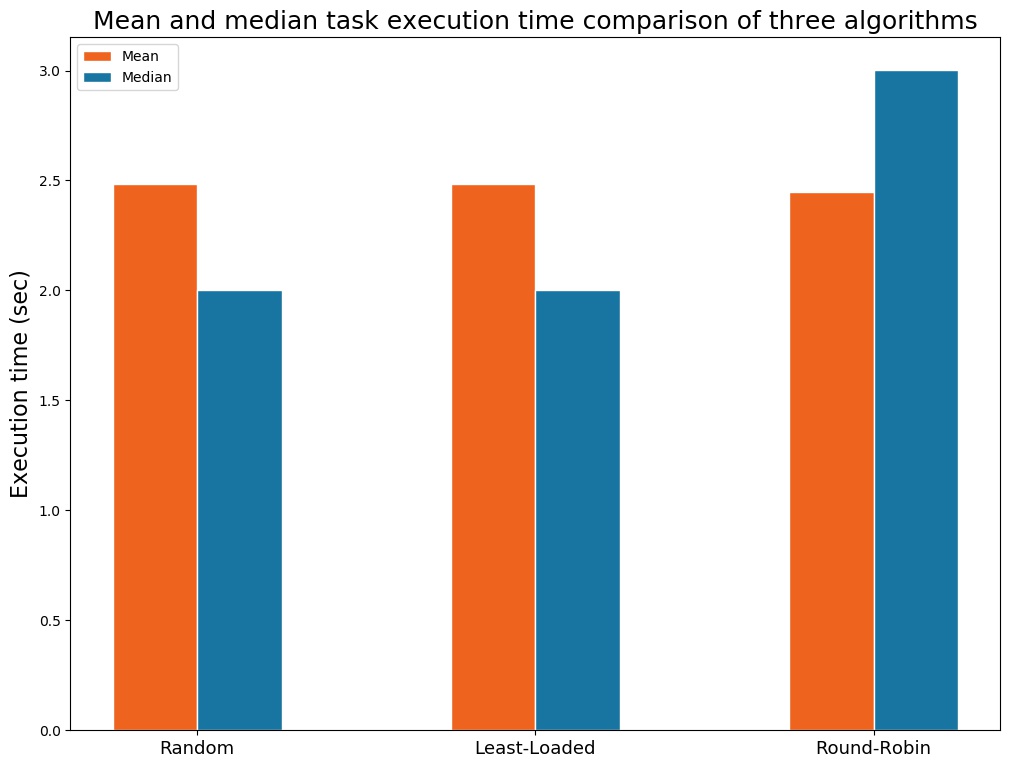 Mean and median task execution time comparison of three algorithms
Mean
Median
Execution time (sec)
3.0
2.5
2.0
1.5
1.0
0.5
0.0
Random
Least-Loaded
Round-Robin